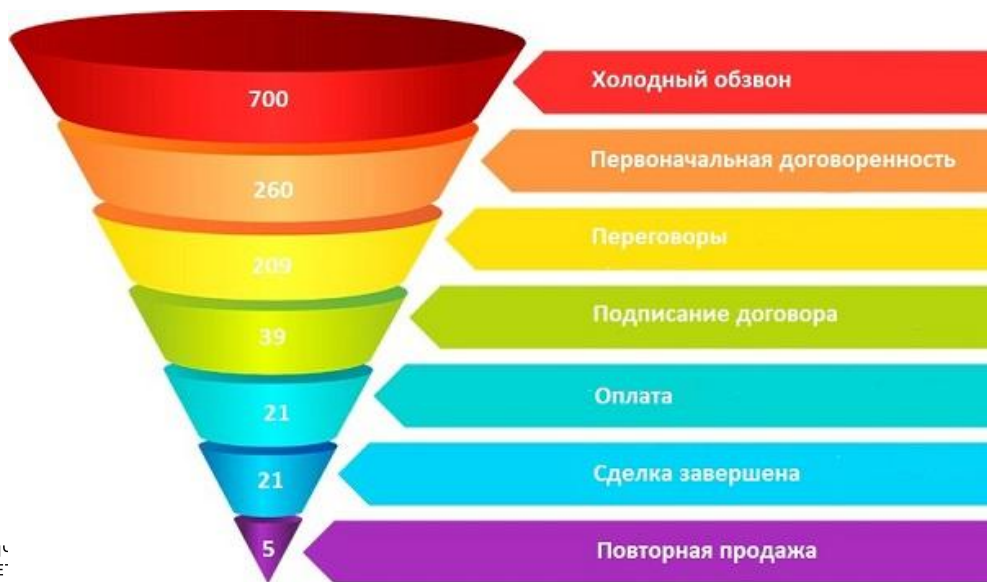 700
Холодный обзвон
260
Первоначальная договоренность
209
Переговоры
39
Подписание договора
21
Оплата
21
Сделка завершена
5
Повторная продажа